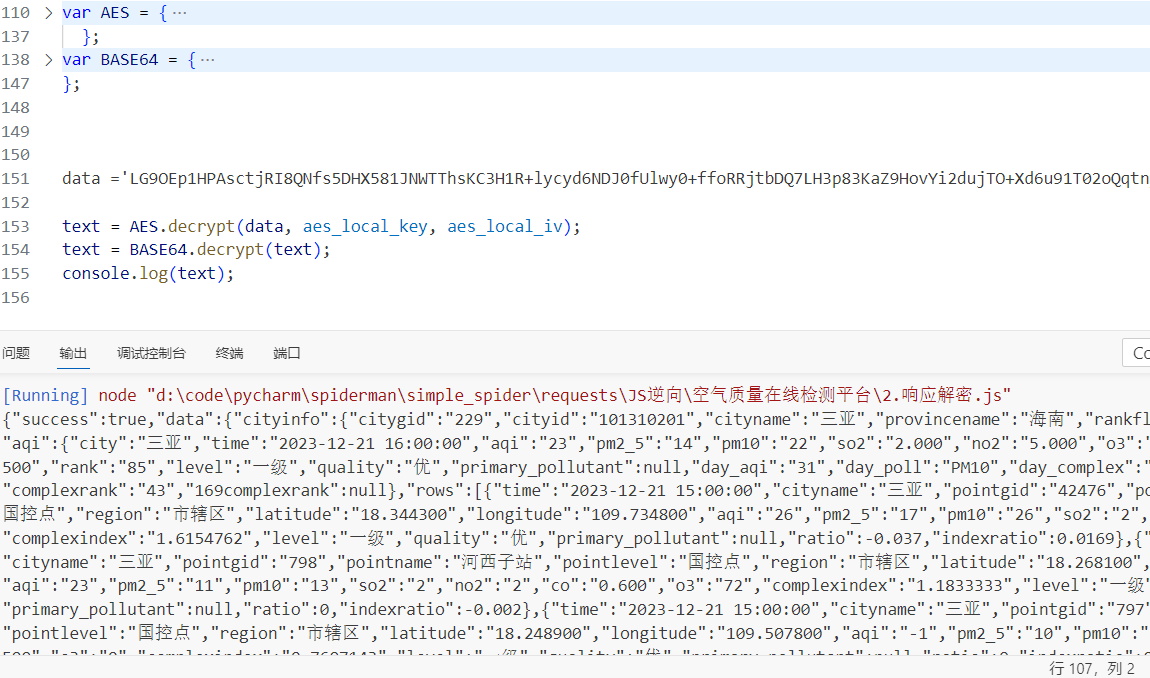 110 > var AES = { ...
137 };
138 > var BASE64 = { ...
147 };
148
149
150
151 data ='LG9OEp1HPAsctjRI8QNfs5DHX581JNWTThsKC3H1R+lycyd6NDJ0fUlwy0+ffoRRjtbDQ7LH3p83KaZ9HovYi2dujTO+Xd6u91T02oQqtn
152
153 text = AES.decrypt(data, aes_local_key, aes_local_iv);
154 text = BASE64.decrypt(text);
155 console.log(text);
156
问题 输出 调试控制台 终端 端口 Co
[Running] node "d:\code\pycharm\spiderman\simple_spider\requests\JS逆向\空气质量在线检测平台\2.响应解密.js"
{"success":true,"data":{"cityinfo":{"citygid":"229","cityid":"101310201","cityname":"三亚","provincename":"海南","rankfl
"aqi":{"city":"三亚","time":"2023-12-21 16:00:00","aqi":"23","pm2_5":"14","pm10":"22","so2":"2.000","no2":"5.000","o3":"
500","rank":"85","level":"一级","quality":"优","primary_pollutant":null,"day_aqi":"31","day_poll":"PM10","day_complex":"
"complexrank":"43","169complexrank":null},"rows":[{"time":"2023-12-21 15:00:00","cityname":"三亚","pointgid":"42476","po
国控点","region":"市辖区","latitude":"18.344300","longitude":"109.734800","aqi":"26","pm2_5":"17","pm10":"26","so2":"2",
"complexindex":"1.6154762","level":"一级","quality":"优","primary_pollutant":null,"ratio":-0.037,"indexratio":0.0169},{"
"cityname":"三亚","pointgid":"798","pointname":"河西子站","pointlevel":"国控点","region":"市辖区","latitude":"18.268100",
"aqi":"23","pm2_5":"11","pm10":"13","so2":"2","no2":"2","co":"0.600","o3":"72","complexindex":"1.1833333","level":"一级"
"primary_pollutant":null,"ratio":0,"indexratio":-0.002},{"time":"2023-12-21 15:00:00","cityname":"三亚","pointgid":"797"
"pointlevel":"国控点","region":"市辖区","latitude":"18.248900","longitude":"109.507800","aqi":"-1","pm2_5":"10","pm10":"
行 107，列 2